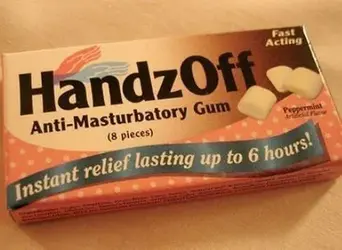 Fast
Acting
HandzOff
Anti-Masturbatory Gum
(8 pieces)
Peppermint
Artificial Flavor
Instant relief lasting up to 6 hours!